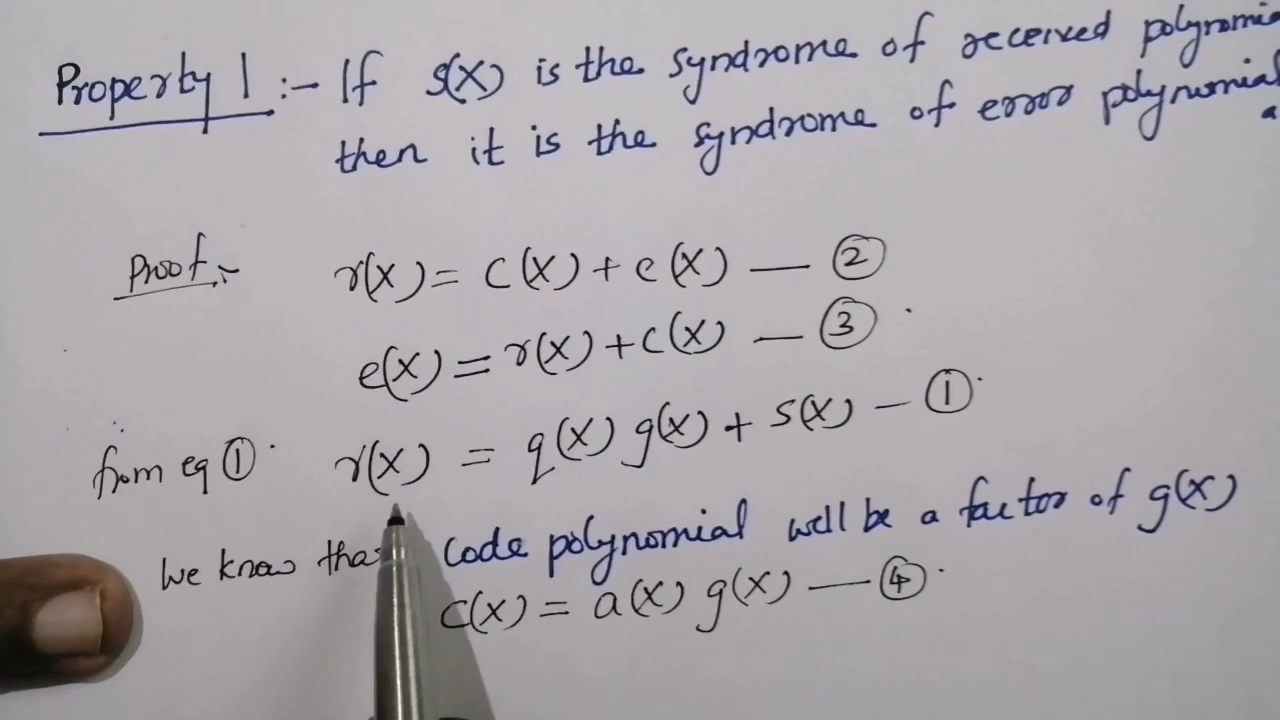 Property 1 :- If s(X) is the syndrome of received polynomia
then it is the syndrome of error polynomial
Proof :- r(X) = c(X) + e(X) — ②
e(X) = r(X) + c(X) — ③
from eq ① r(X) = q(X) g(X) + s(X) — ①
We know that code polynomial will be a factor of g(X)
c(X) = a(X) g(X) — ④